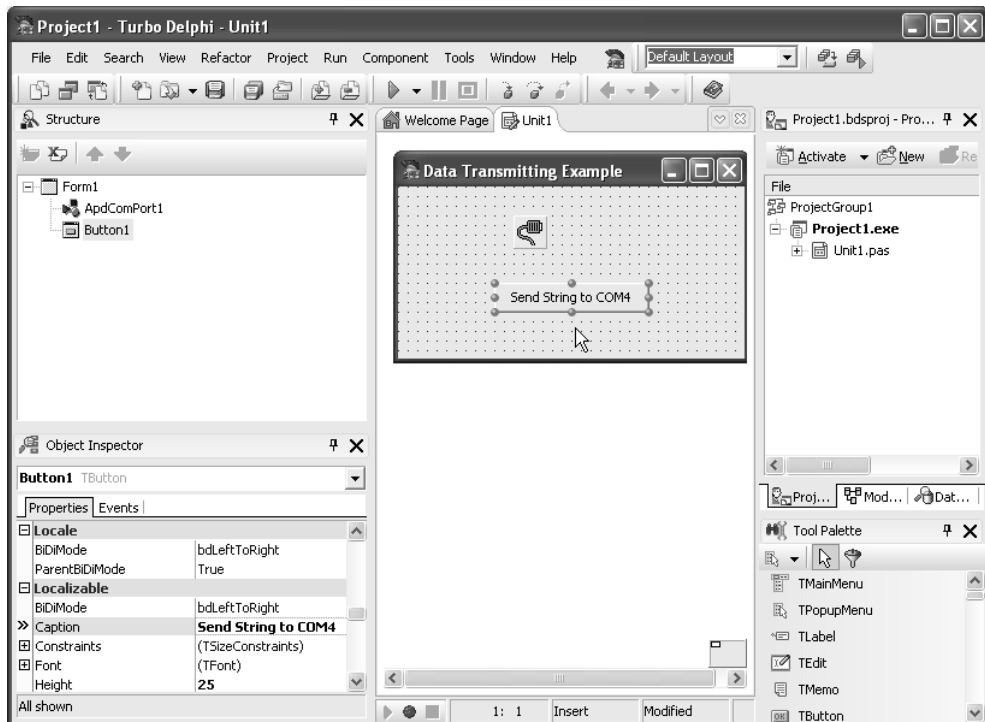 Project1 - Turbo Delphi - Unit1
File Edit Search View Refactor Project Run Component Tools Window Help Default Layout
Structure
Form1
ApdComPort1
Button1
Welcome Page Unit1
Data Transmitting Example
Send String to COM4
Project1.bdsproj - Pro...
Activate New Re
File
ProjectGroup1
Project1.exe
Unit1.pas
Object Inspector
Button1 TButton
Properties Events
Locale
BiDiMode bdLeftToRight
ParentBiDiMode True
Localizable
BiDiMode bdLeftToRight
Caption Send String to COM4
Constraints (TSizeConstraints)
Font (TFont)
Height 25
All shown
1: 1 Insert Modified
Proj... Mod... Dat...
Tool Palette
TMainMenu
TPopupMenu
TLabel
TEdit
TMemo
TButton